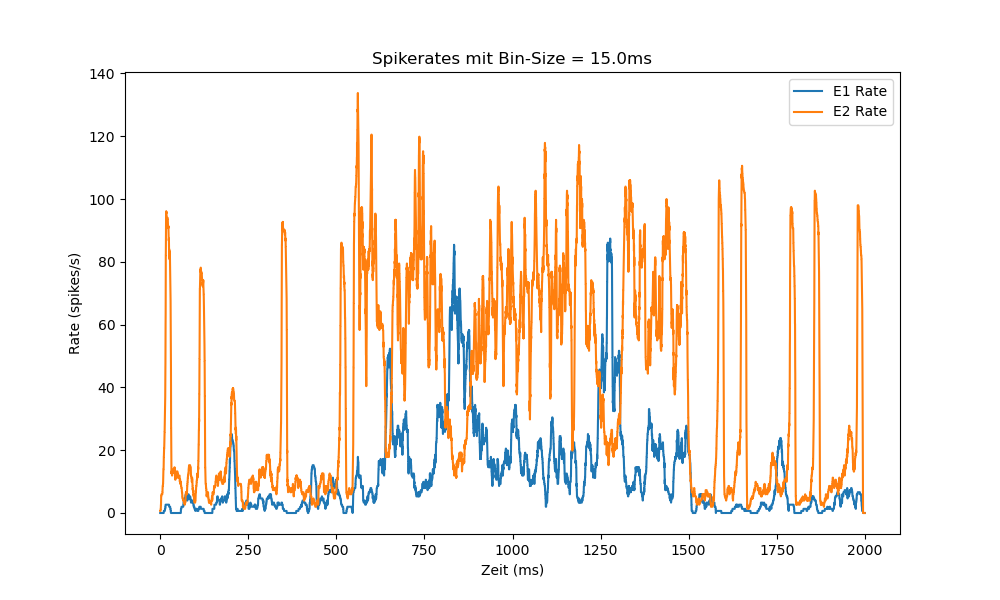 Spikerates mit Bin-Size = 15.0ms
E1 Rate
E2 Rate
Rate (spikes/s)
140
120
100
80
60
40
20
0
0 250 500 750 1000 1250 1500 1750 2000
Zeit (ms)